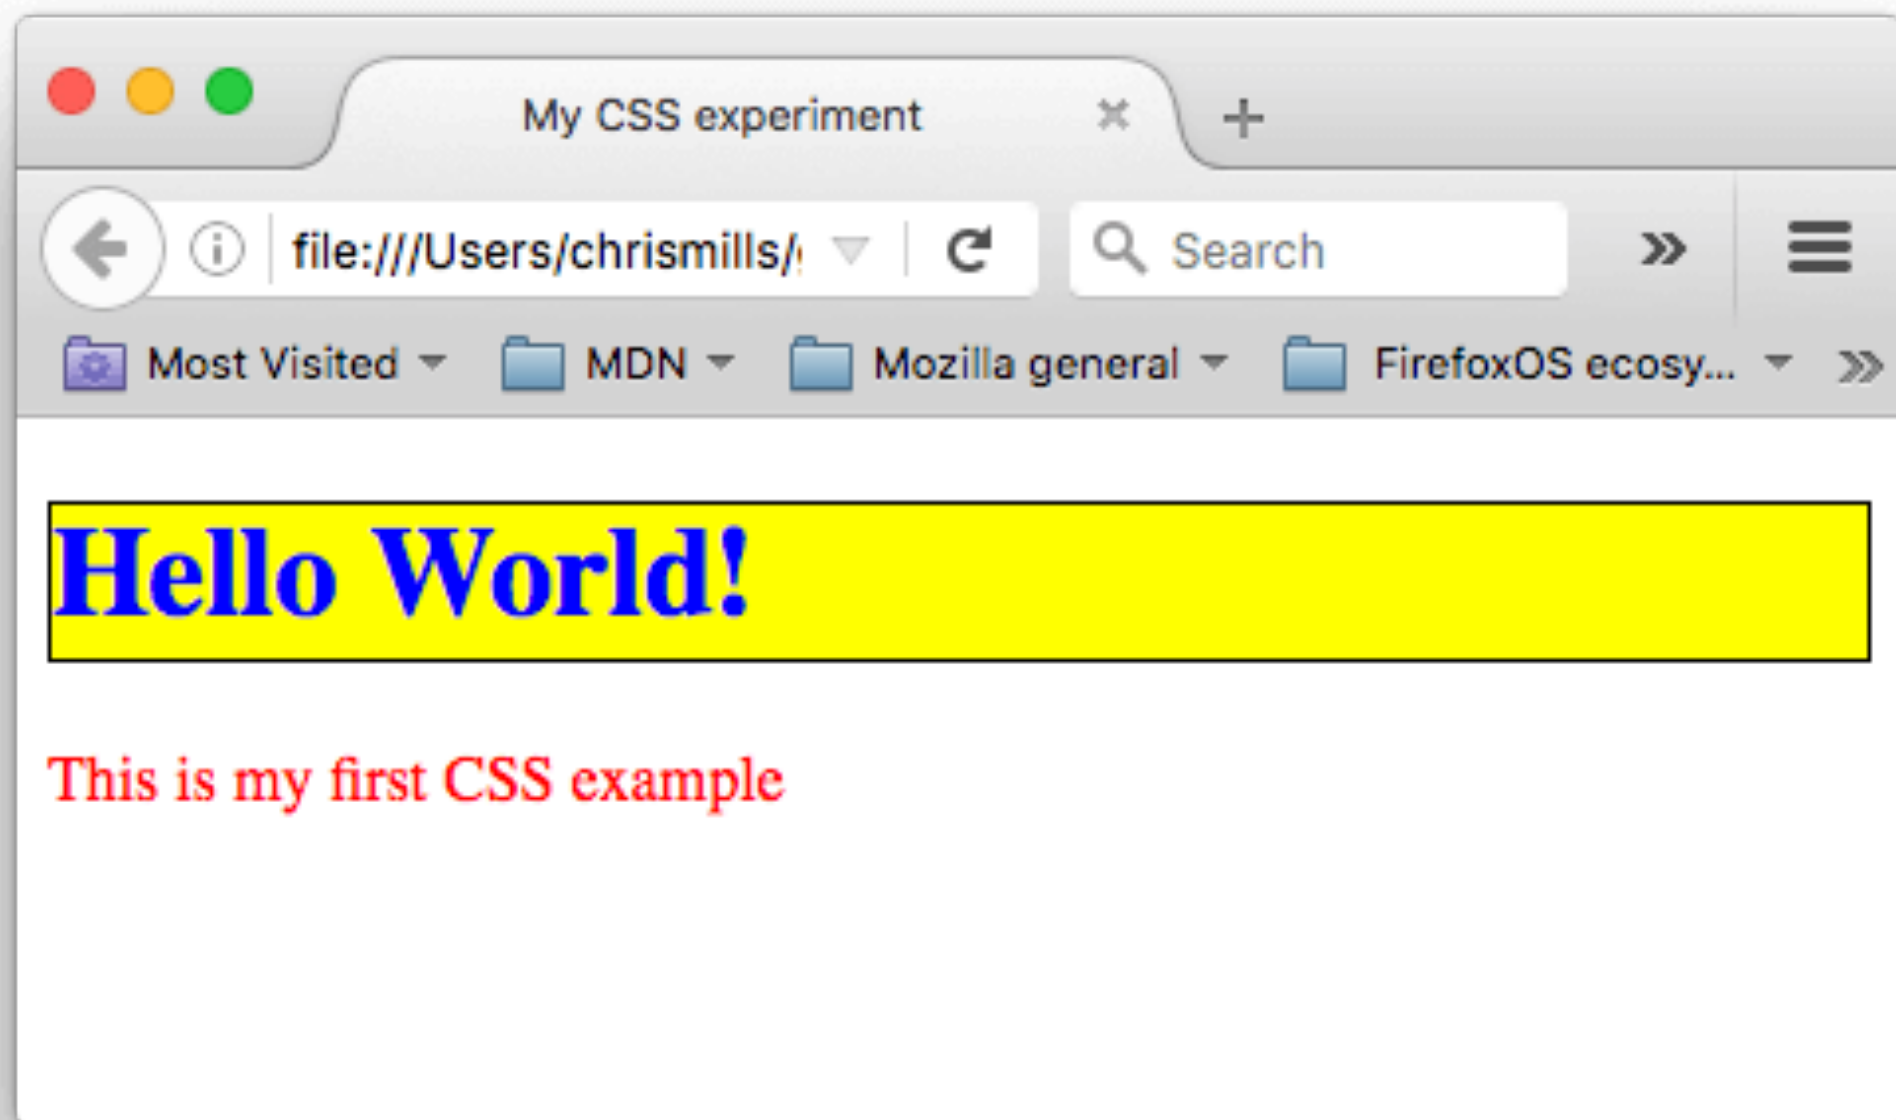 My CSS experiment
file:///Users/chrismills/
Search
Most Visited MDN Mozilla general FirefoxOS ecosy...
Hello World!
This is my first CSS example